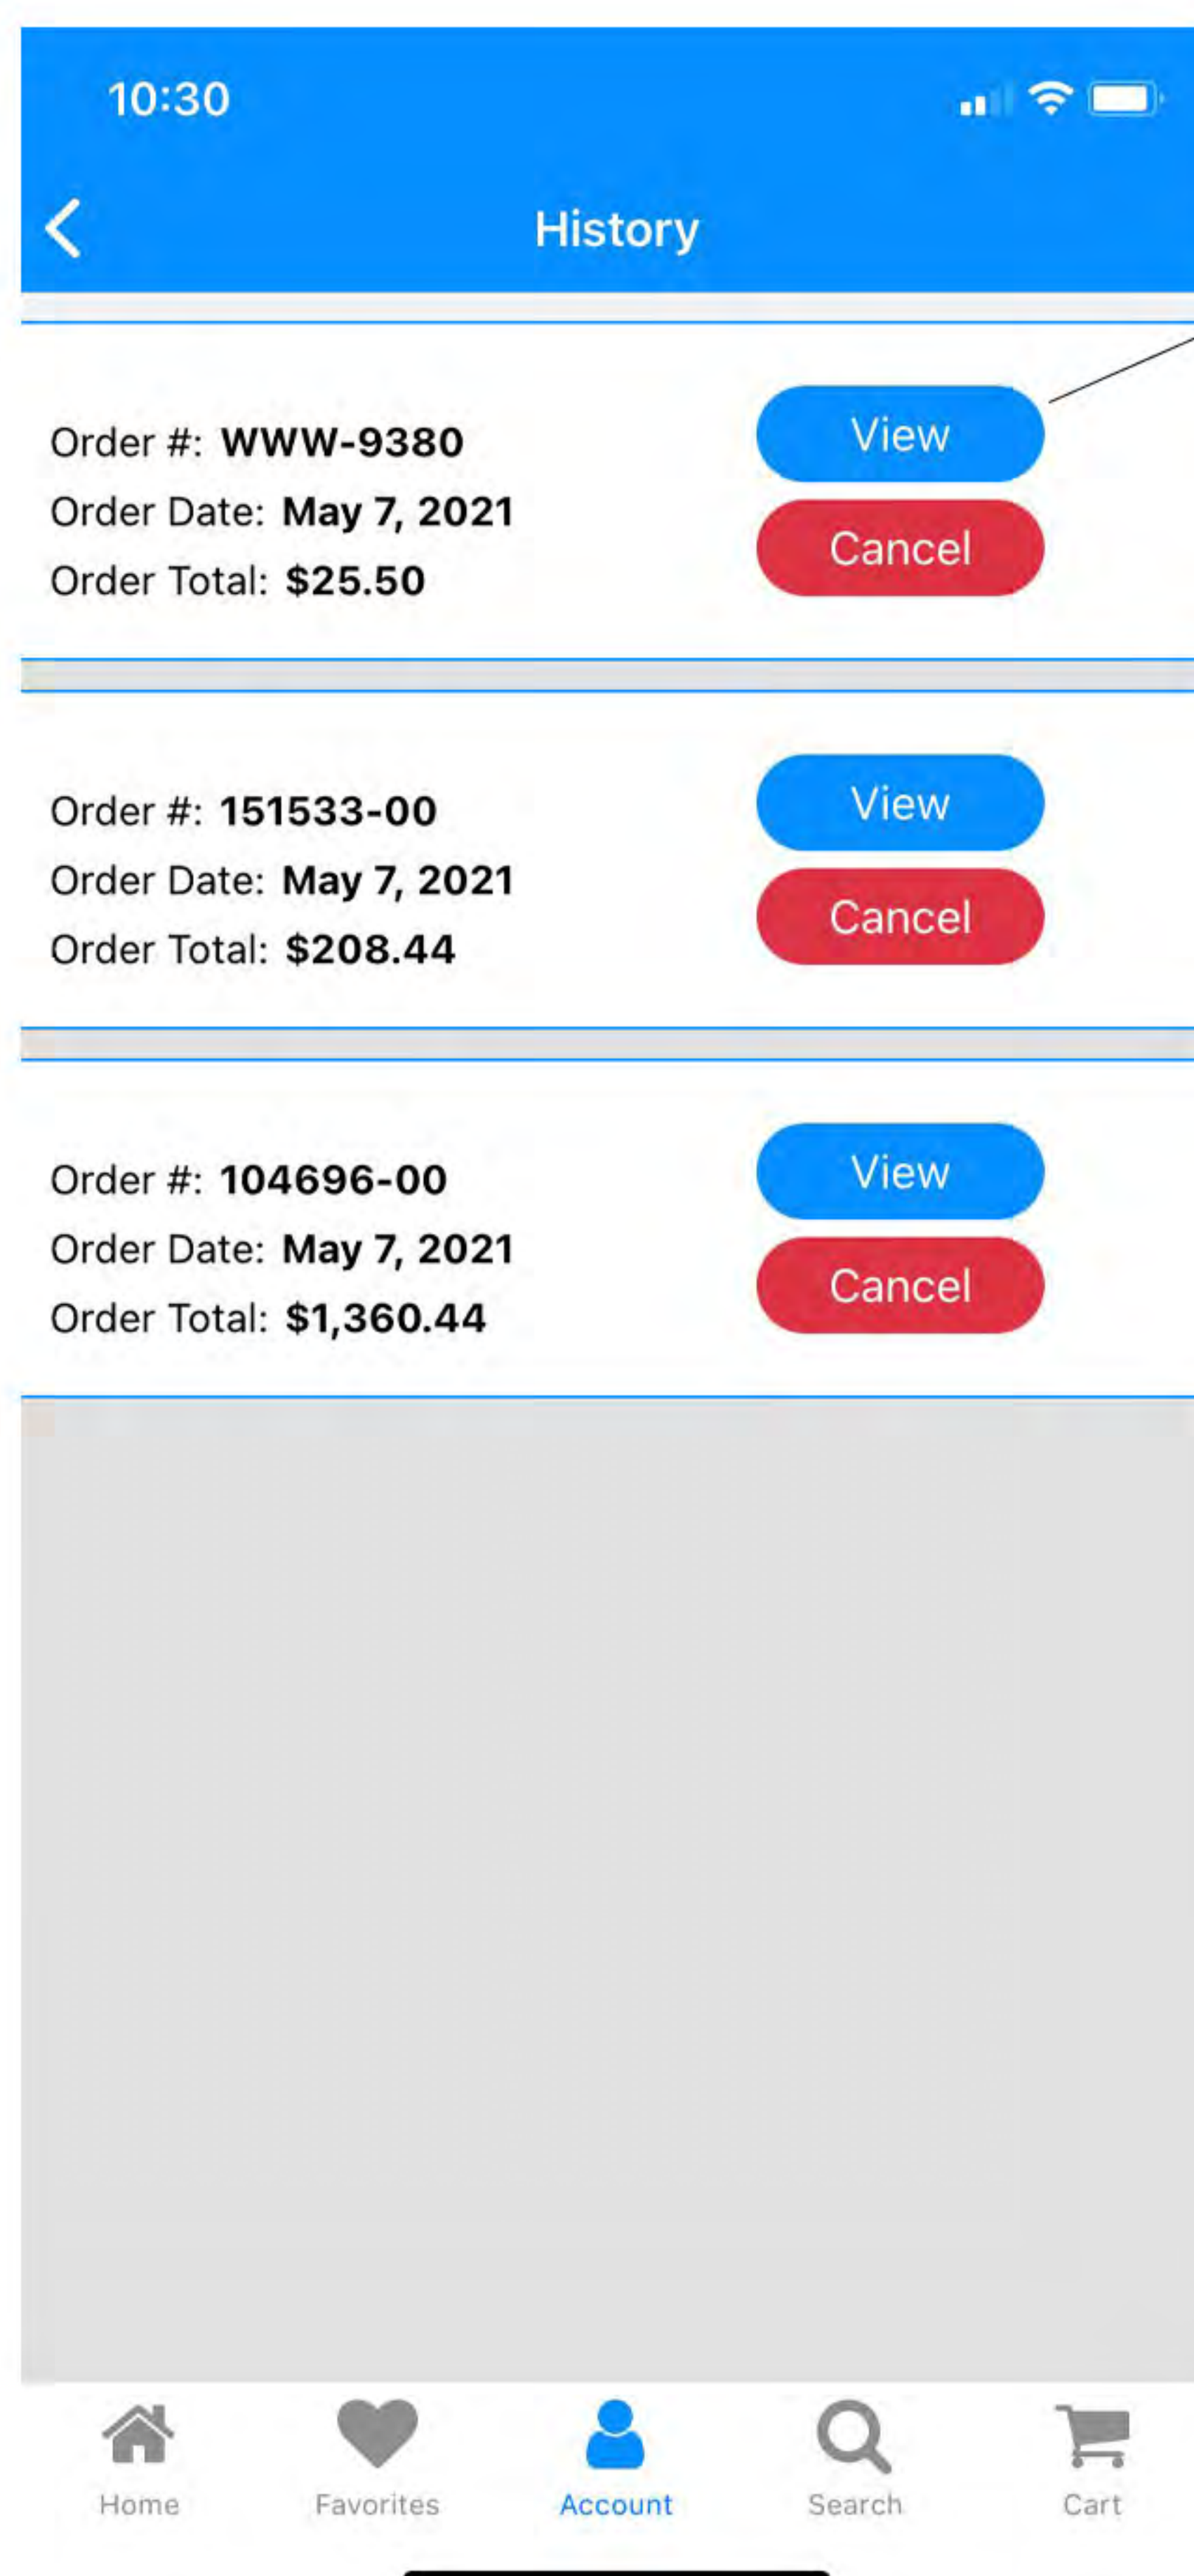 10:30
History
Order #: WWW-9380
Order Date: May 7, 2021
Order Total: $25.50
View
Cancel
Order #: 151533-00
Order Date: May 7, 2021
Order Total: $208.44
View
Cancel
Order #: 104696-00
Order Date: May 7, 2021
Order Total: $1,360.44
View
Cancel
Home Favorites Account Search Cart